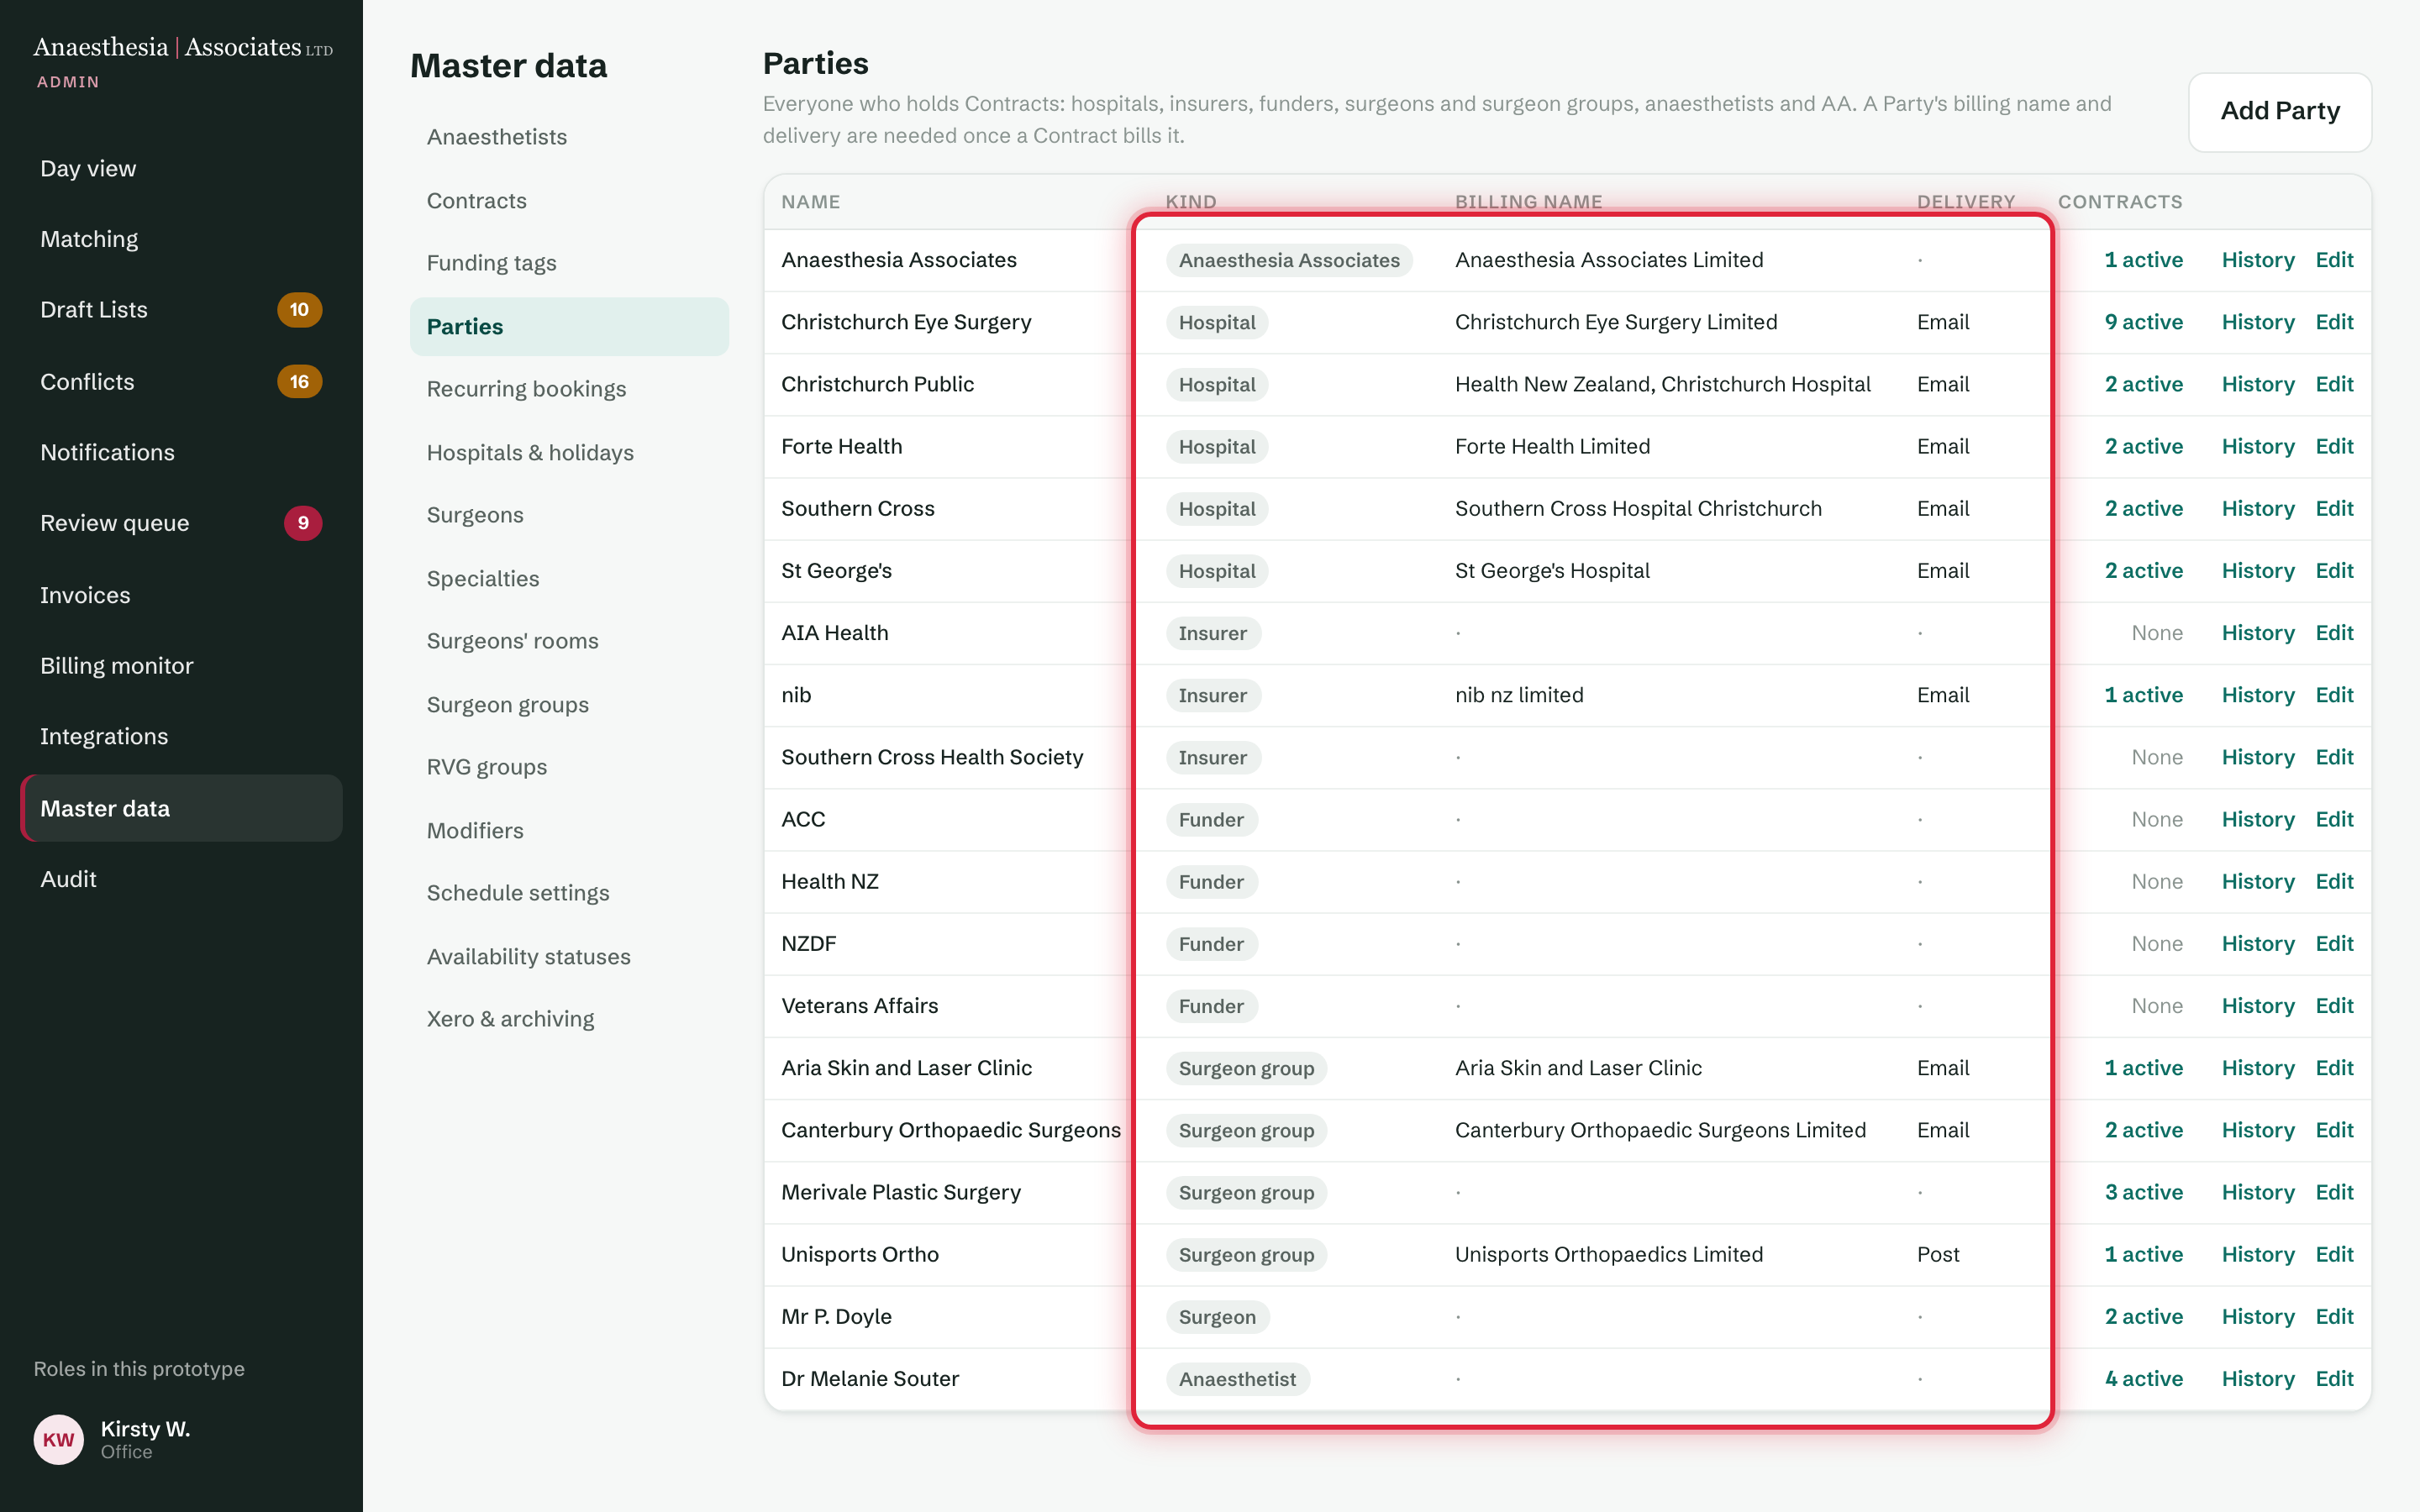 Anaesthesia | Associates LTD
ADMIN
Day view
Matching
Draft Lists 10
Conflicts 16
Notifications
Review queue 9
Invoices
Billing monitor
Integrations
Master data
Audit
Roles in this prototype
KW Kirsty W.
Office
Master data
Anaesthetists
Contracts
Funding tags
Parties
Recurring bookings
Hospitals & holidays
Surgeons
Specialties
Surgeons' rooms
Surgeon groups
RVG groups
Modifiers
Schedule settings
Availability statuses
Xero & archiving
Parties
Everyone who holds Contracts: hospitals, insurers, funders, surgeons and surgeon groups, anaesthetists and AA. A Party's billing name and
delivery are needed once a Contract bills it.
Add Party
NAME KIND BILLING NAME DELIVERY CONTRACTS
Anaesthesia Associates Anaesthesia Associates Anaesthesia Associates Limited · 1 active History Edit
Christchurch Eye Surgery Hospital Christchurch Eye Surgery Limited Email 9 active History Edit
Christchurch Public Hospital Health New Zealand, Christchurch Hospital Email 2 active History Edit
Forte Health Hospital Forte Health Limited Email 2 active History Edit
Southern Cross Hospital Southern Cross Hospital Christchurch Email 2 active History Edit
St George's Hospital St George's Hospital Email 2 active History Edit
AIA Health Insurer · · None History Edit
nib Insurer nib nz limited Email 1 active History Edit
Southern Cross Health Society Insurer · · None History Edit
ACC Funder · · None History Edit
Health NZ Funder · · None History Edit
NZDF Funder · · None History Edit
Veterans Affairs Funder · · None History Edit
Aria Skin and Laser Clinic Surgeon group Aria Skin and Laser Clinic Email 1 active History Edit
Canterbury Orthopaedic Surgeons Surgeon group Canterbury Orthopaedic Surgeons Limited Email 2 active History Edit
Merivale Plastic Surgery Surgeon group · · 3 active History Edit
Unisports Ortho Surgeon group Unisports Orthopaedics Limited Post 1 active History Edit
Mr P. Doyle Surgeon · · 2 active History Edit
Dr Melanie Souter Anaesthetist · · 4 active History Edit